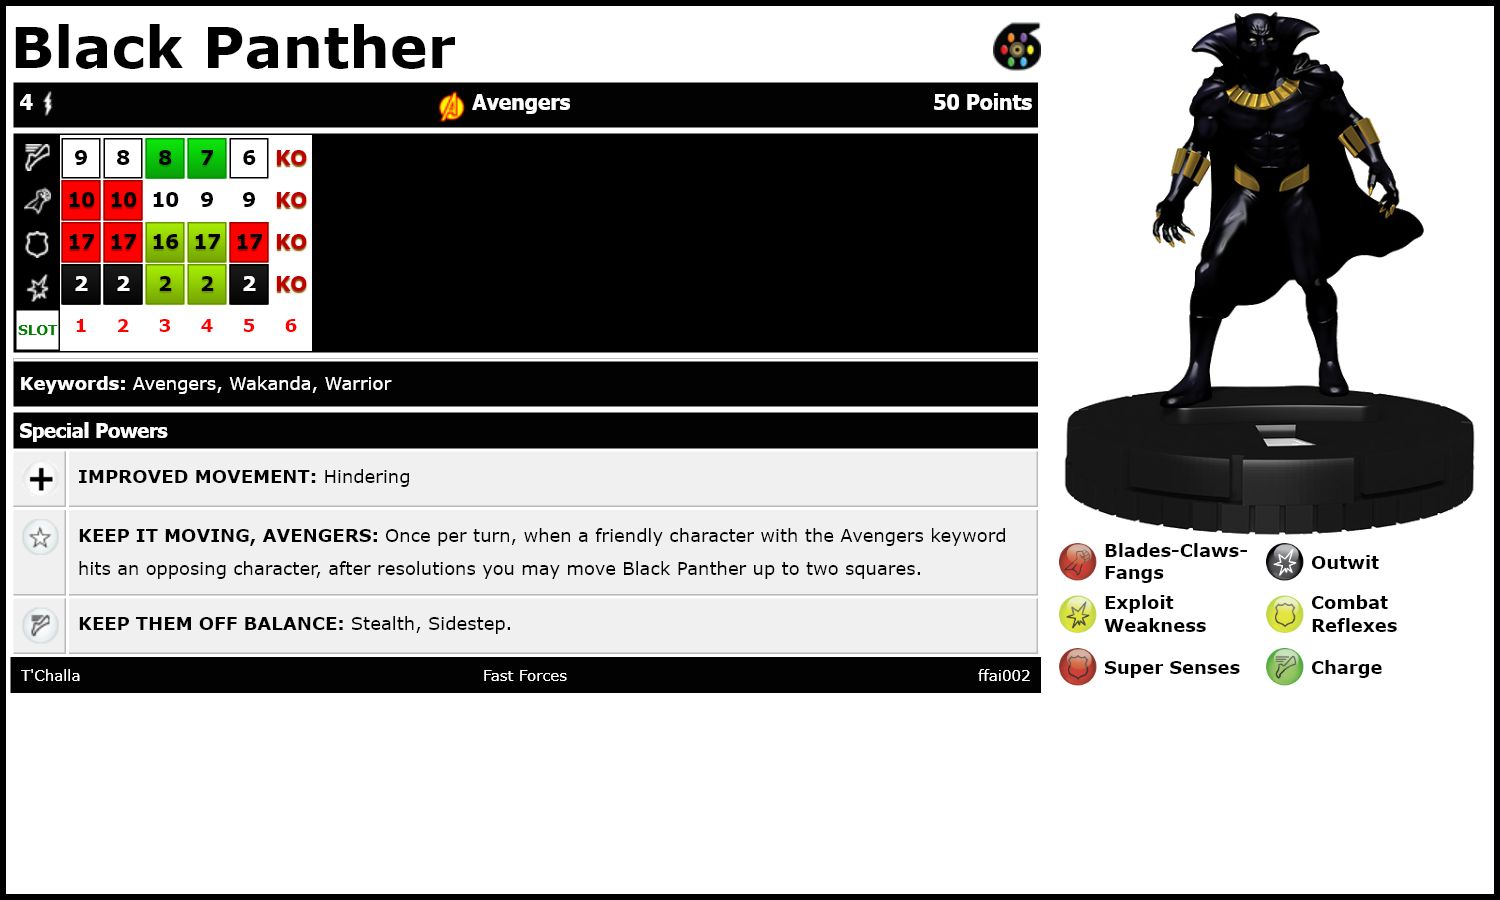 Black Panther
4 Avengers 50 Points
9 8 8 7 6 KO
10 10 10 9 9 KO
17 17 16 17 17 KO
2 2 2 2 2 KO
SLOT 1 2 3 4 5 6
Keywords: Avengers, Wakanda, Warrior
Special Powers
IMPROVED MOVEMENT: Hindering
KEEP IT MOVING, AVENGERS: Once per turn, when a friendly character with the Avengers keyword
hits an opposing character, after resolutions you may move Black Panther up to two squares.
KEEP THEM OFF BALANCE: Stealth, Sidestep.
T'Challa Fast Forces ffai002
Blades-Claws-
Fangs
Outwit
Exploit
Weakness
Combat
Reflexes
Super Senses
Charge